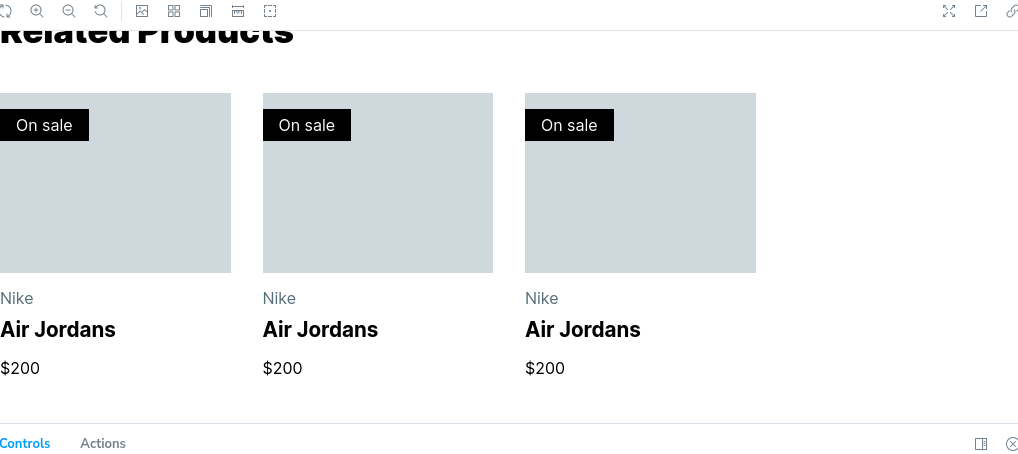 Related Products
On sale On sale On sale
Nike Nike Nike
Air Jordans Air Jordans Air Jordans
$200 $200 $200
Controls Actions